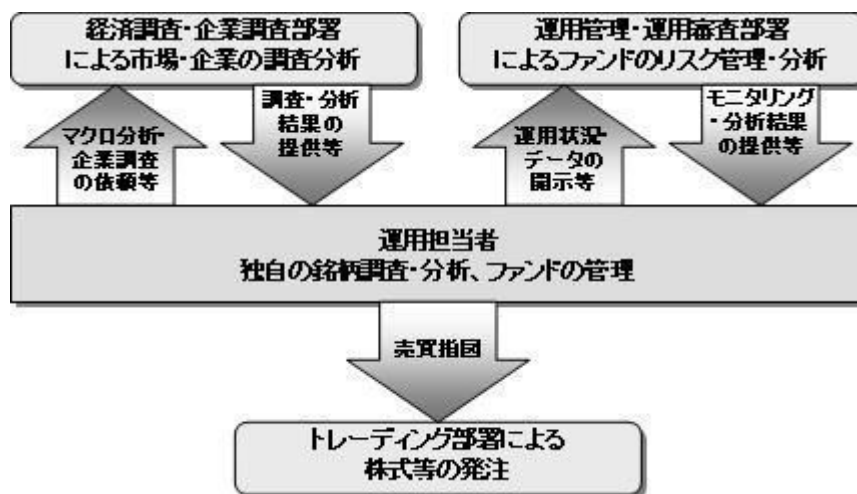 経済調査・企業調査部署
による市場・企業の調査分析
運用管理・運用審査部署
によるファンドのリスク管理・分析
マクロ分析・
企業調査
の依頼等
調査・分析
結果の
提供等
運用状況・
データの
開示等
モニタリング
・分析結果
の提供等
運用担当者
独自の銘柄調査・分析、ファンドの管理
売買指図
トレーディング部署による
株式等の発注